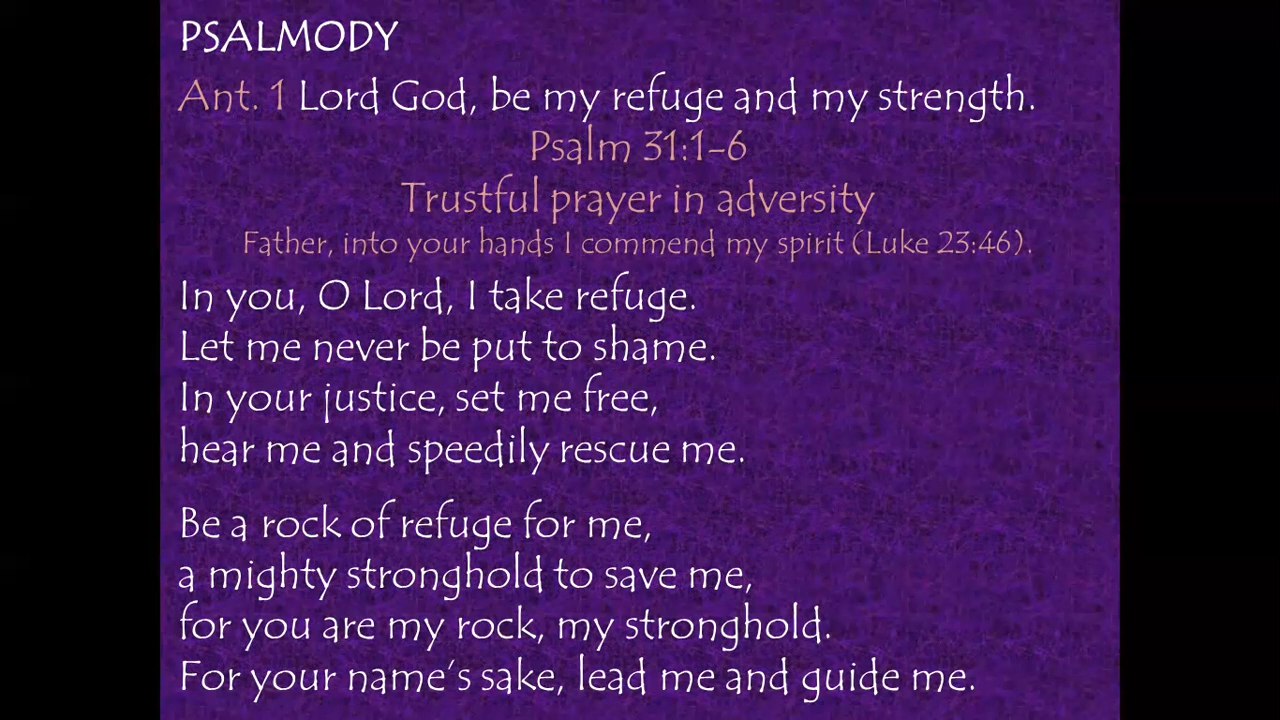 PSALMODY
Ant. 1 Lord God, be my refuge and my strength.
Psalm 31:1-6
Trustful prayer in adversity
Father, into your hands I commend my spirit (Luke 23:46).
In you, O Lord, I take refuge.
Let me never be put to shame.
In your justice, set me free,
hear me and speedily rescue me.
Be a rock of refuge for me,
a mighty stronghold to save me,
for you are my rock, my stronghold.
For your name’s sake, lead me and guide me.